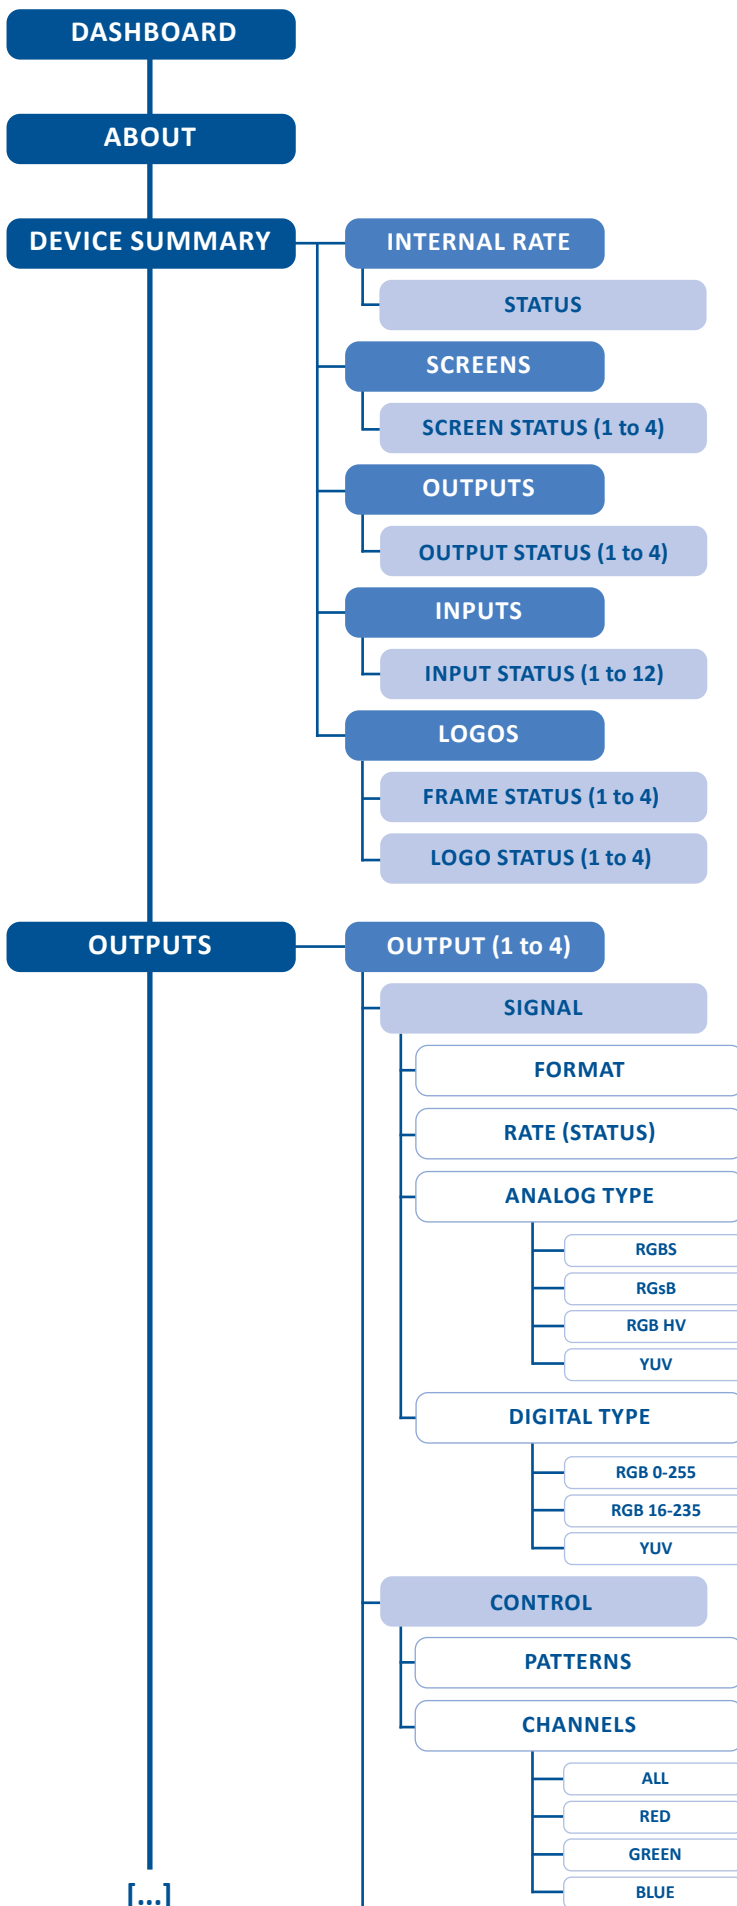 DASHBOARD
ABOUT
DEVICE SUMMARY
INTERNAL RATE
STATUS
SCREENS
SCREEN STATUS (1 to 4)
OUTPUTS
OUTPUT STATUS (1 to 4)
INPUTS
INPUT STATUS (1 to 12)
LOGOS
FRAME STATUS (1 to 4)
LOGO STATUS (1 to 4)
OUTPUTS
OUTPUT (1 to 4)
SIGNAL
FORMAT
RATE (STATUS)
ANALOG TYPE
RGBS
RGsB
RGB HV
YUV
DIGITAL TYPE
RGB 0-255
RGB 16-235
YUV
CONTROL
PATTERNS
CHANNELS
ALL
RED
GREEN
BLUE
[...]